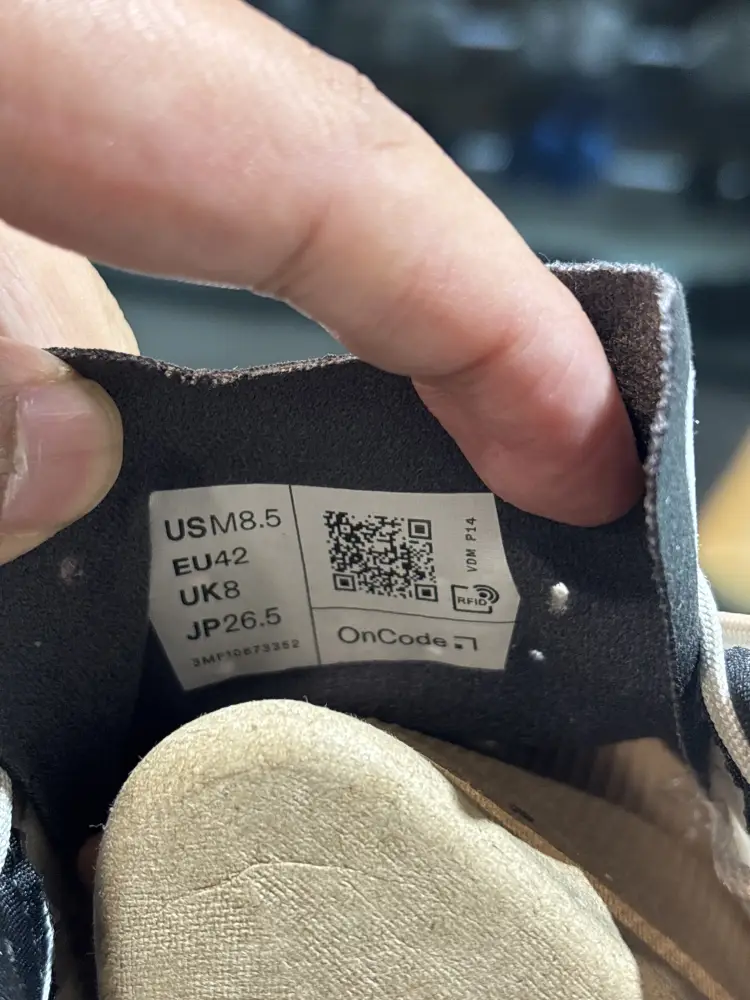 USM8.5
EU42
UK8
JP26.5
3MF10673352
VDM P14
RFID
OnCode